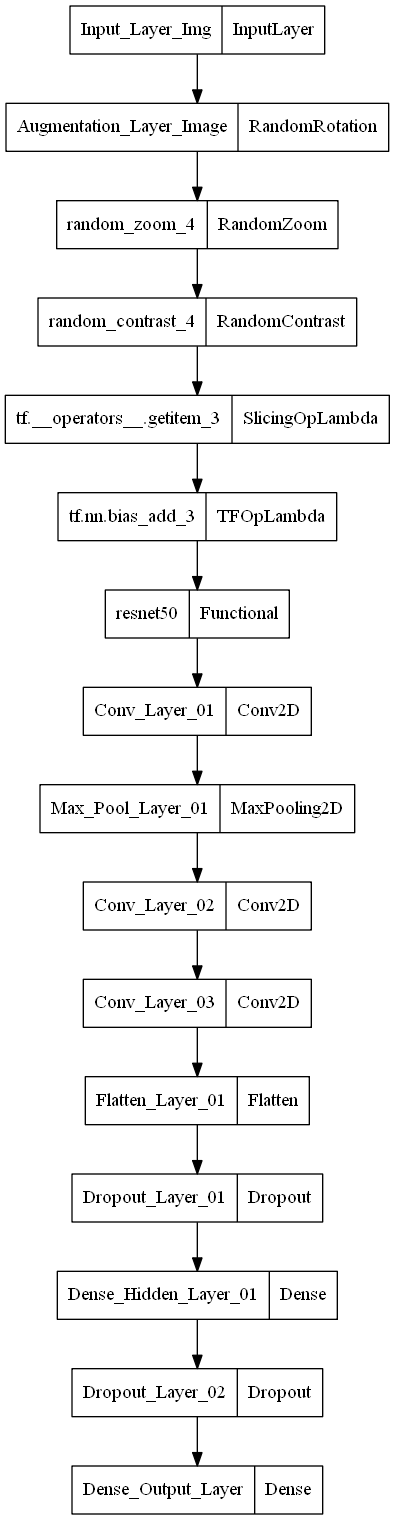 Input_Layer_Img InputLayer
Augmentation_Layer_Image RandomRotation
random_zoom_4 RandomZoom
random_contrast_4 RandomContrast
tf.__operators__.getitem_3 SlicingOpLambda
tf.nn.bias_add_3 TFOpLambda
resnet50 Functional
Conv_Layer_01 Conv2D
Max_Pool_Layer_01 MaxPooling2D
Conv_Layer_02 Conv2D
Conv_Layer_03 Conv2D
Flatten_Layer_01 Flatten
Dropout_Layer_01 Dropout
Dense_Hidden_Layer_01 Dense
Dropout_Layer_02 Dropout
Dense_Output_Layer Dense